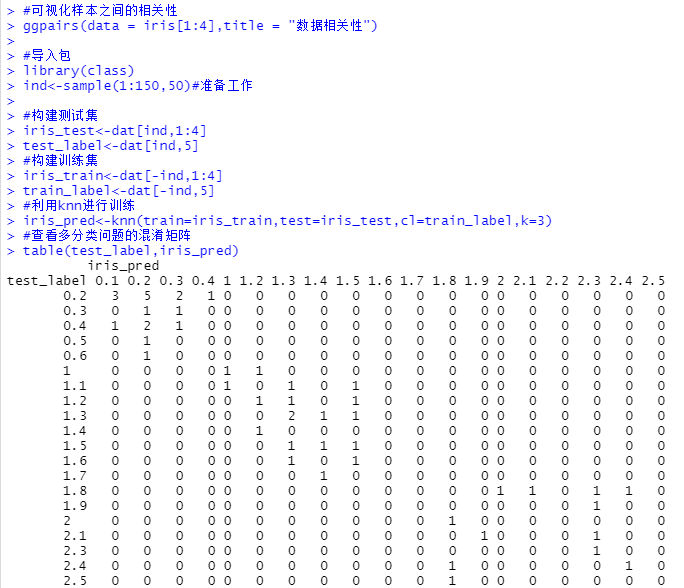 > #可视化样本之间的相关性
> ggpairs(data = iris[1:4],title = "数据相关性")
>
> #导入包
> library(class)
> ind<-sample(1:150,50)#准备工作
>
> #构建测试集
> iris_test<-dat[ind,1:4]
> test_label<-dat[ind,5]
> #构建训练集
> iris_train<-dat[-ind,1:4]
> train_label<-dat[-ind,5]
> #利用knn进行训练
> iris_pred<-knn(train=iris_train,test=iris_test,cl=train_label,k=3)
> #查看多分类问题的混淆矩阵
> table(test_label,iris_pred)
iris_pred
test_label 0.1 0.2 0.3 0.4 1 1.2 1.3 1.4 1.5 1.6 1.7 1.8 1.9 2 2.1 2.2 2.3 2.4 2.5
0.2 3 5 2 1 0 0 0 0 0 0 0 0 0 0 0 0 0 0 0
0.3 0 1 1 0 0 0 0 0 0 0 0 0 0 0 0 0 0 0 0
0.4 1 2 1 0 0 0 0 0 0 0 0 0 0 0 0 0 0 0 0
0.5 0 1 0 0 0 0 0 0 0 0 0 0 0 0 0 0 0 0 0
0.6 0 1 0 0 0 0 0 0 0 0 0 0 0 0 0 0 0 0 0
1 0 0 0 0 1 1 0 0 0 0 0 0 0 0 0 0 0 0 0
1.1 0 0 0 0 1 0 1 0 1 0 0 0 0 0 0 0 0 0 0
1.2 0 0 0 0 0 1 1 0 1 0 0 0 0 0 0 0 0 0 0
1.3 0 0 0 0 0 0 2 1 1 0 0 0 0 0 0 0 0 0 0
1.4 0 0 0 0 0 1 0 0 0 0 0 0 0 0 0 0 0 0 0
1.5 0 0 0 0 0 0 1 1 1 0 0 0 0 0 0 0 0 0 0
1.6 0 0 0 0 0 0 1 0 1 0 0 0 0 0 0 0 0 0 0
1.7 0 0 0 0 0 0 0 1 0 0 0 0 0 0 0 0 0 0 0
1.8 0 0 0 0 0 0 0 0 0 0 0 0 0 1 1 0 1 1 0
1.9 0 0 0 0 0 0 0 0 0 0 0 0 0 0 0 0 1 0 0
2 0 0 0 0 0 0 0 0 0 0 0 1 0 0 0 0 0 0 0
2.1 0 0 0 0 0 0 0 0 0 0 0 0 1 0 0 0 1 0 0
2.3 0 0 0 0 0 0 0 0 0 0 0 0 0 0 0 0 1 0 0
2.4 0 0 0 0 0 0 0 0 0 0 0 1 0 0 0 0 0 1 0
2.5 0 0 0 0 0 0 0 0 0 0 0 1 0 0 0 0 0 0 0